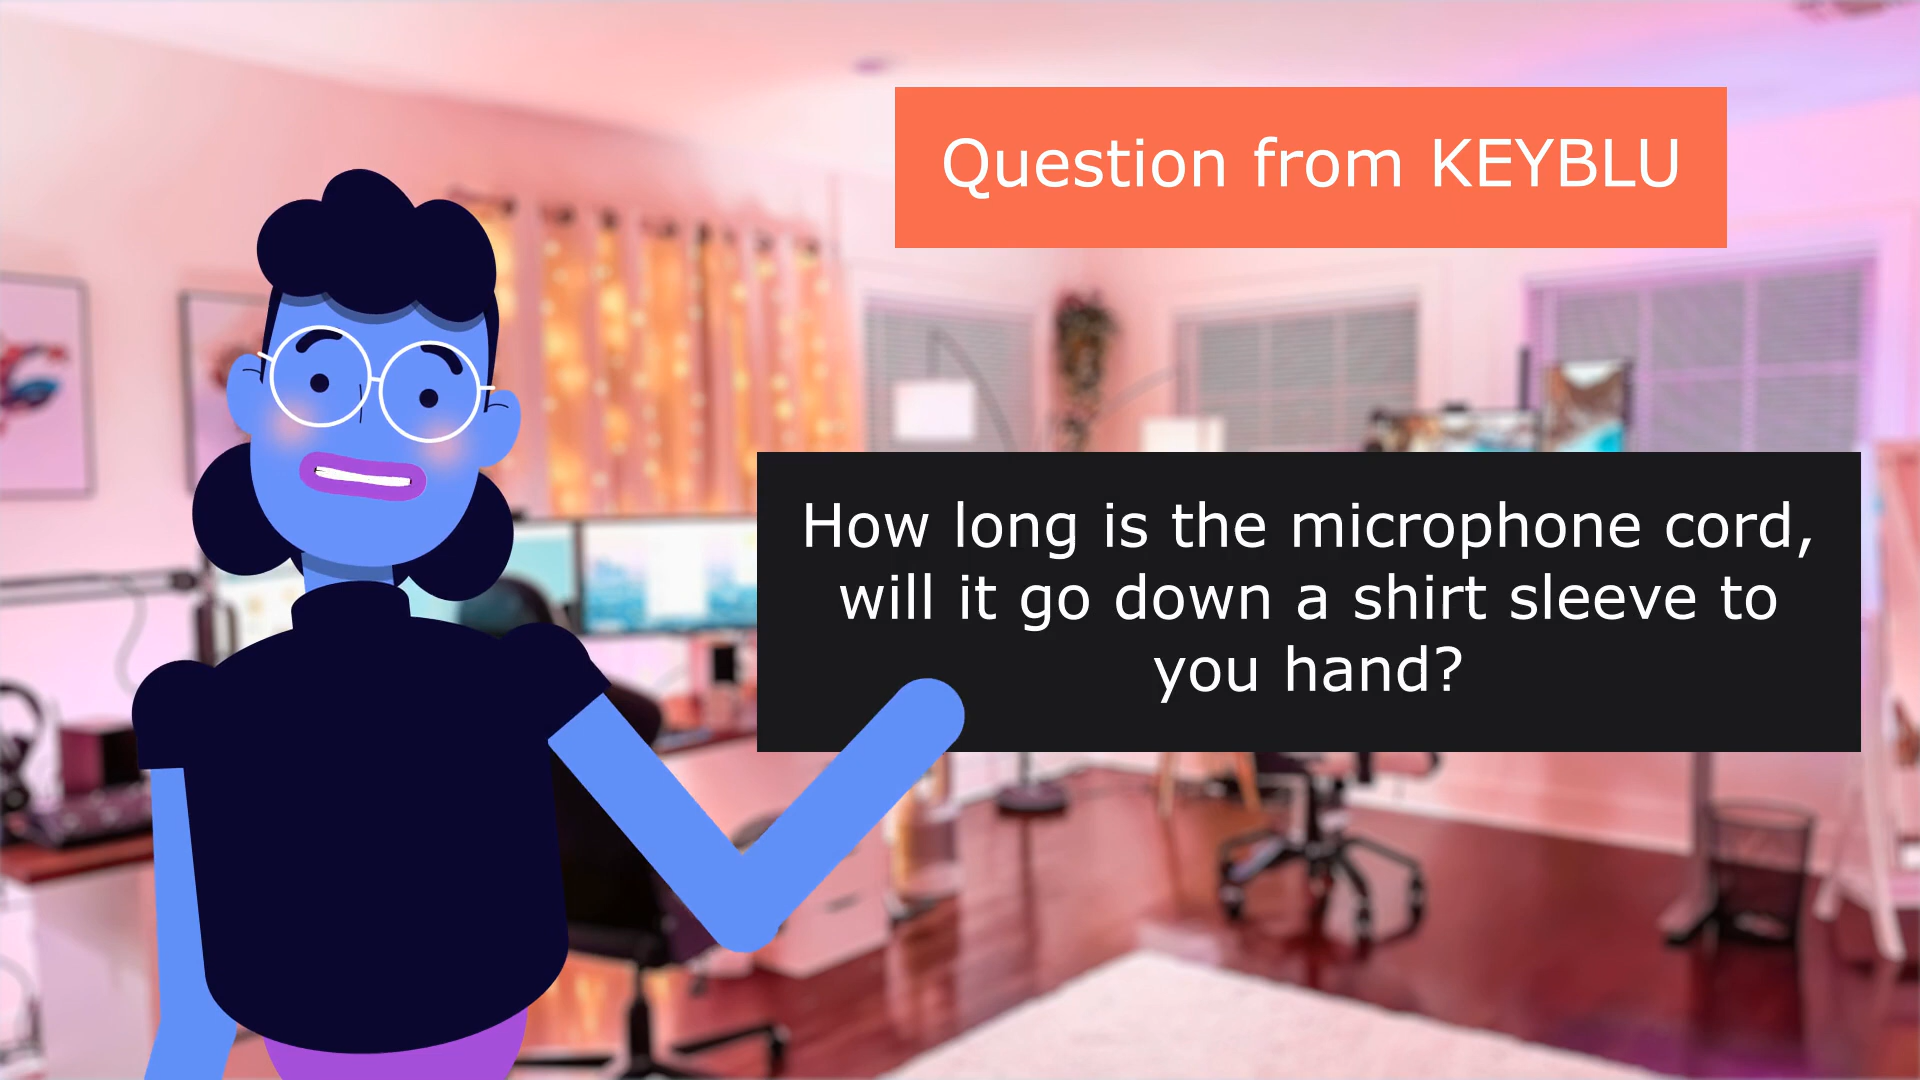 Question from KEYBLU
How long is the microphone cord,
will it go down a shirt sleeve to
you hand?